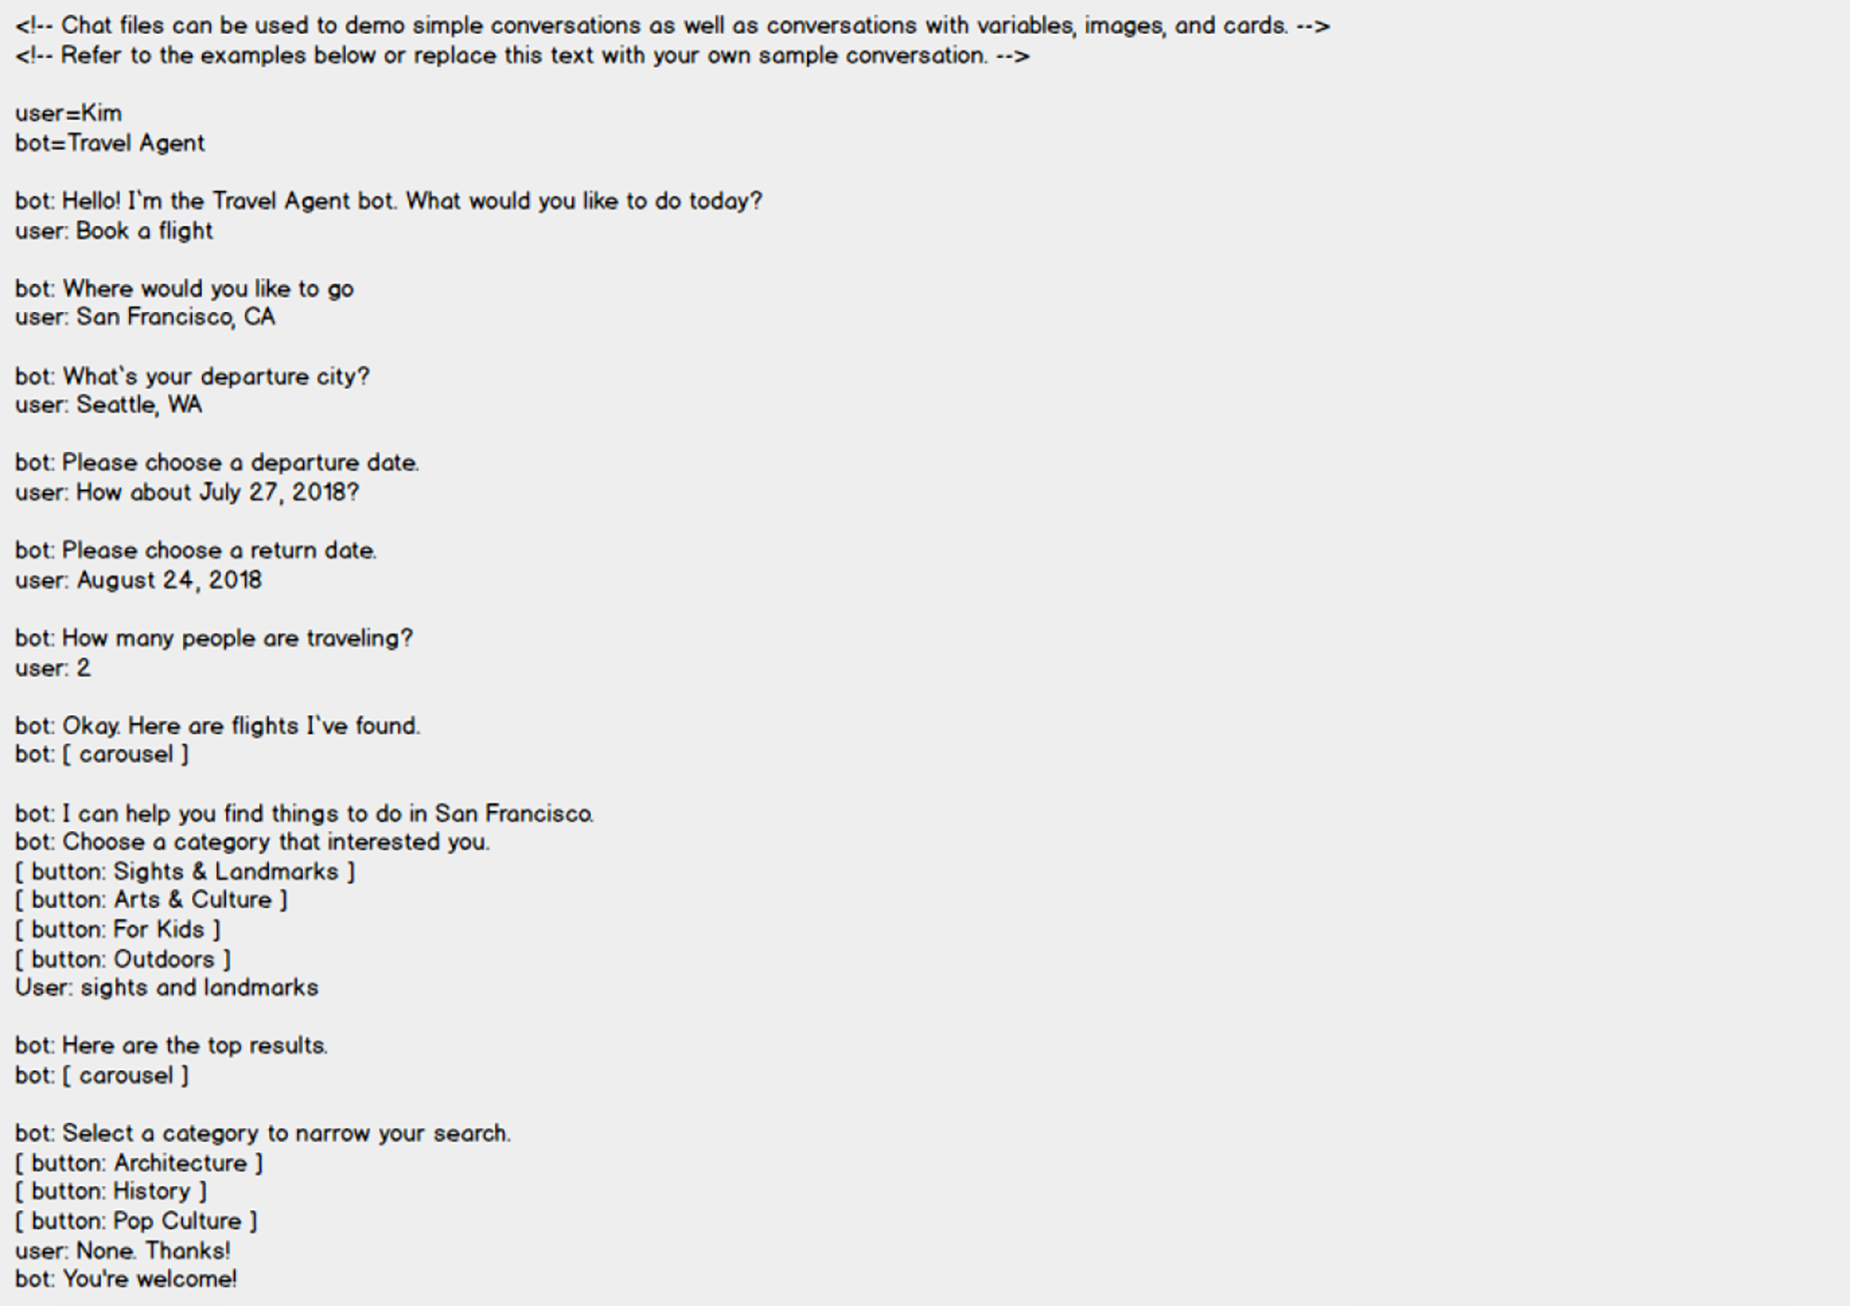 <!-- Chat files can be used to demo simple conversations as well as conversations with variables, images, and cards. -->
<!-- Refer to the examples below or replace this text with your own sample conversation. -->
user=Kim
bot=Travel Agent
bot: Hello! I`m the Travel Agent bot. What would you like to do today?
user: Book a flight
bot: Where would you like to go
user: San Francisco, CA
bot: What`s your departure city?
user: Seattle, WA
bot: Please choose a departure date.
user: How about July 27, 2018?
bot: Please choose a return date.
user: August 24, 2018
bot: How many people are traveling?
user: 2
bot: Okay. Here are flights I`ve found.
bot: [ carousel ]
bot: I can help you find things to do in San Francisco.
bot: Choose a category that interested you.
[ button: Sights & Landmarks ]
[ button: Arts & Culture ]
[ button: For Kids ]
[ button: Outdoors ]
User: sights and landmarks
bot: Here are the top results.
bot: [ carousel ]
bot: Select a category to narrow your search.
[ button: Architecture ]
[ button: History ]
[ button: Pop Culture ]
user: None. Thanks!
bot: You're welcome!